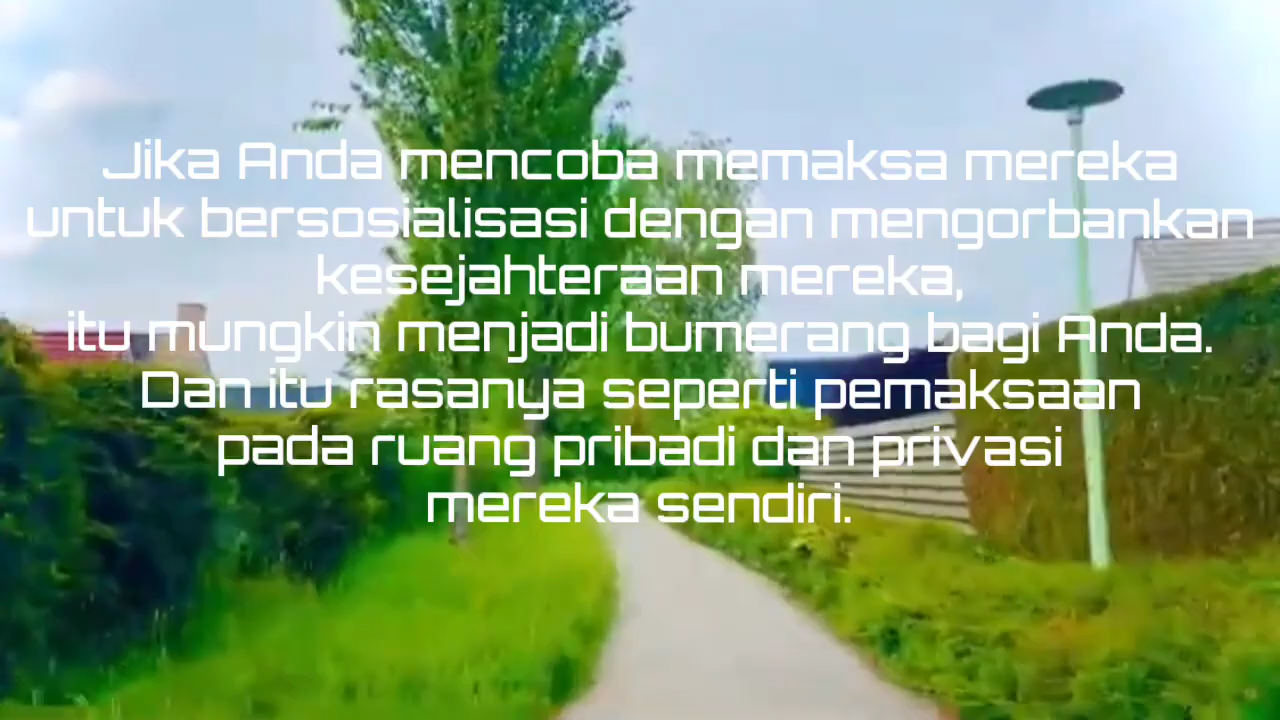 Jika Anda mencoba memaksa mereka
untuk bersosialisasi dengan mengorbankan
kesejahteraan mereka,
itu mungkin menjadi bumerang bagi Anda.
Dan itu rasanya seperti pemaksaan
pada ruang pribadi dan privasi
mereka sendiri.